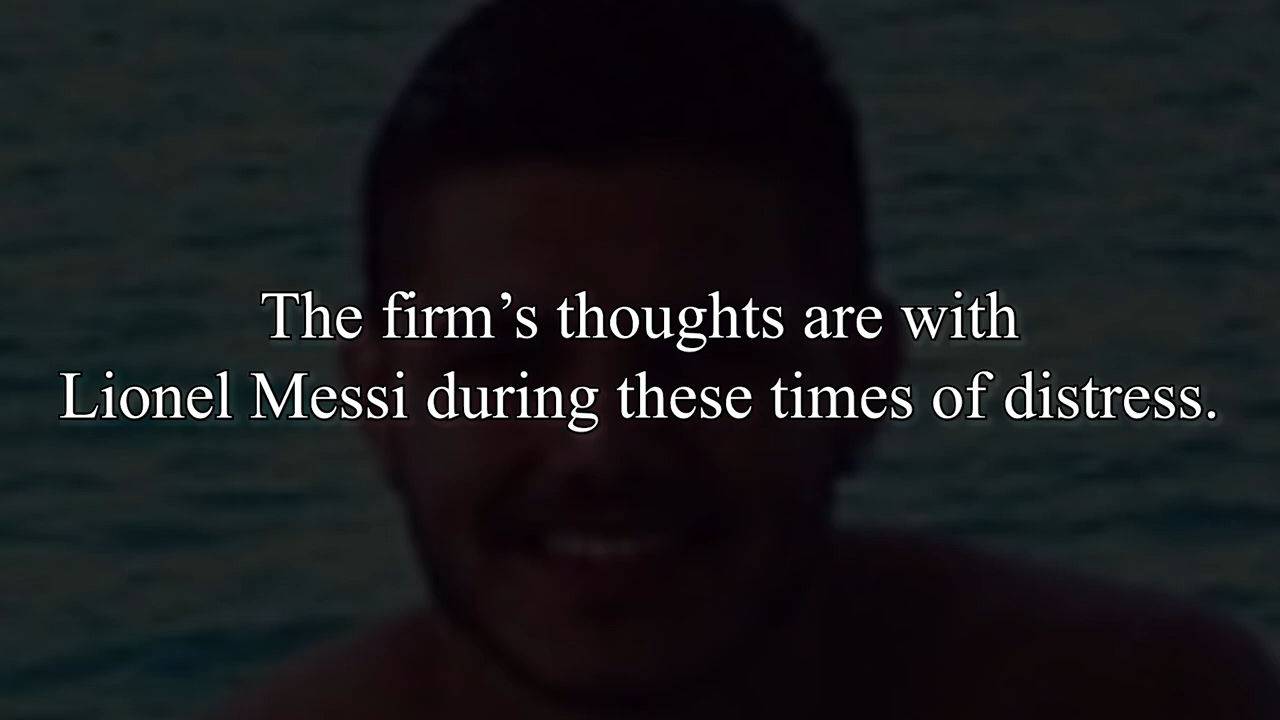 The firm’s thoughts are with
Lionel Messi during these times of distress.